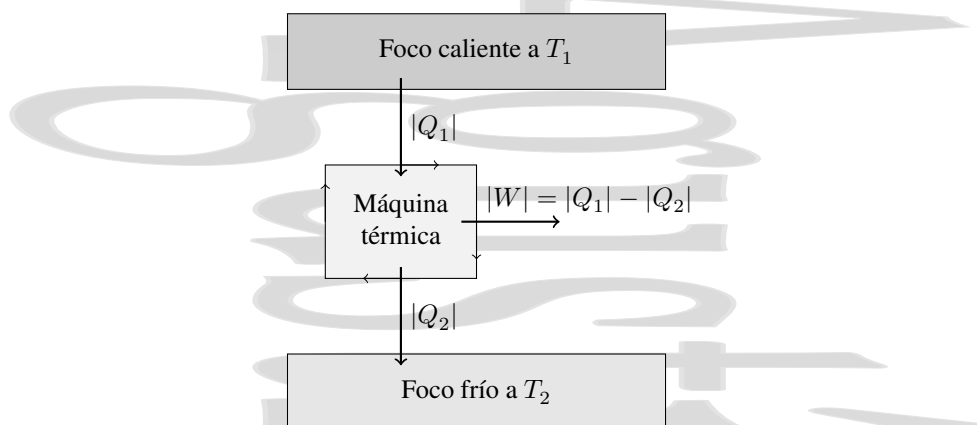 Foco caliente a T₁
|Q₁|
Máquina
térmica
|W| = |Q₁| − |Q₂|
|Q₂|
Foco frío a T₂